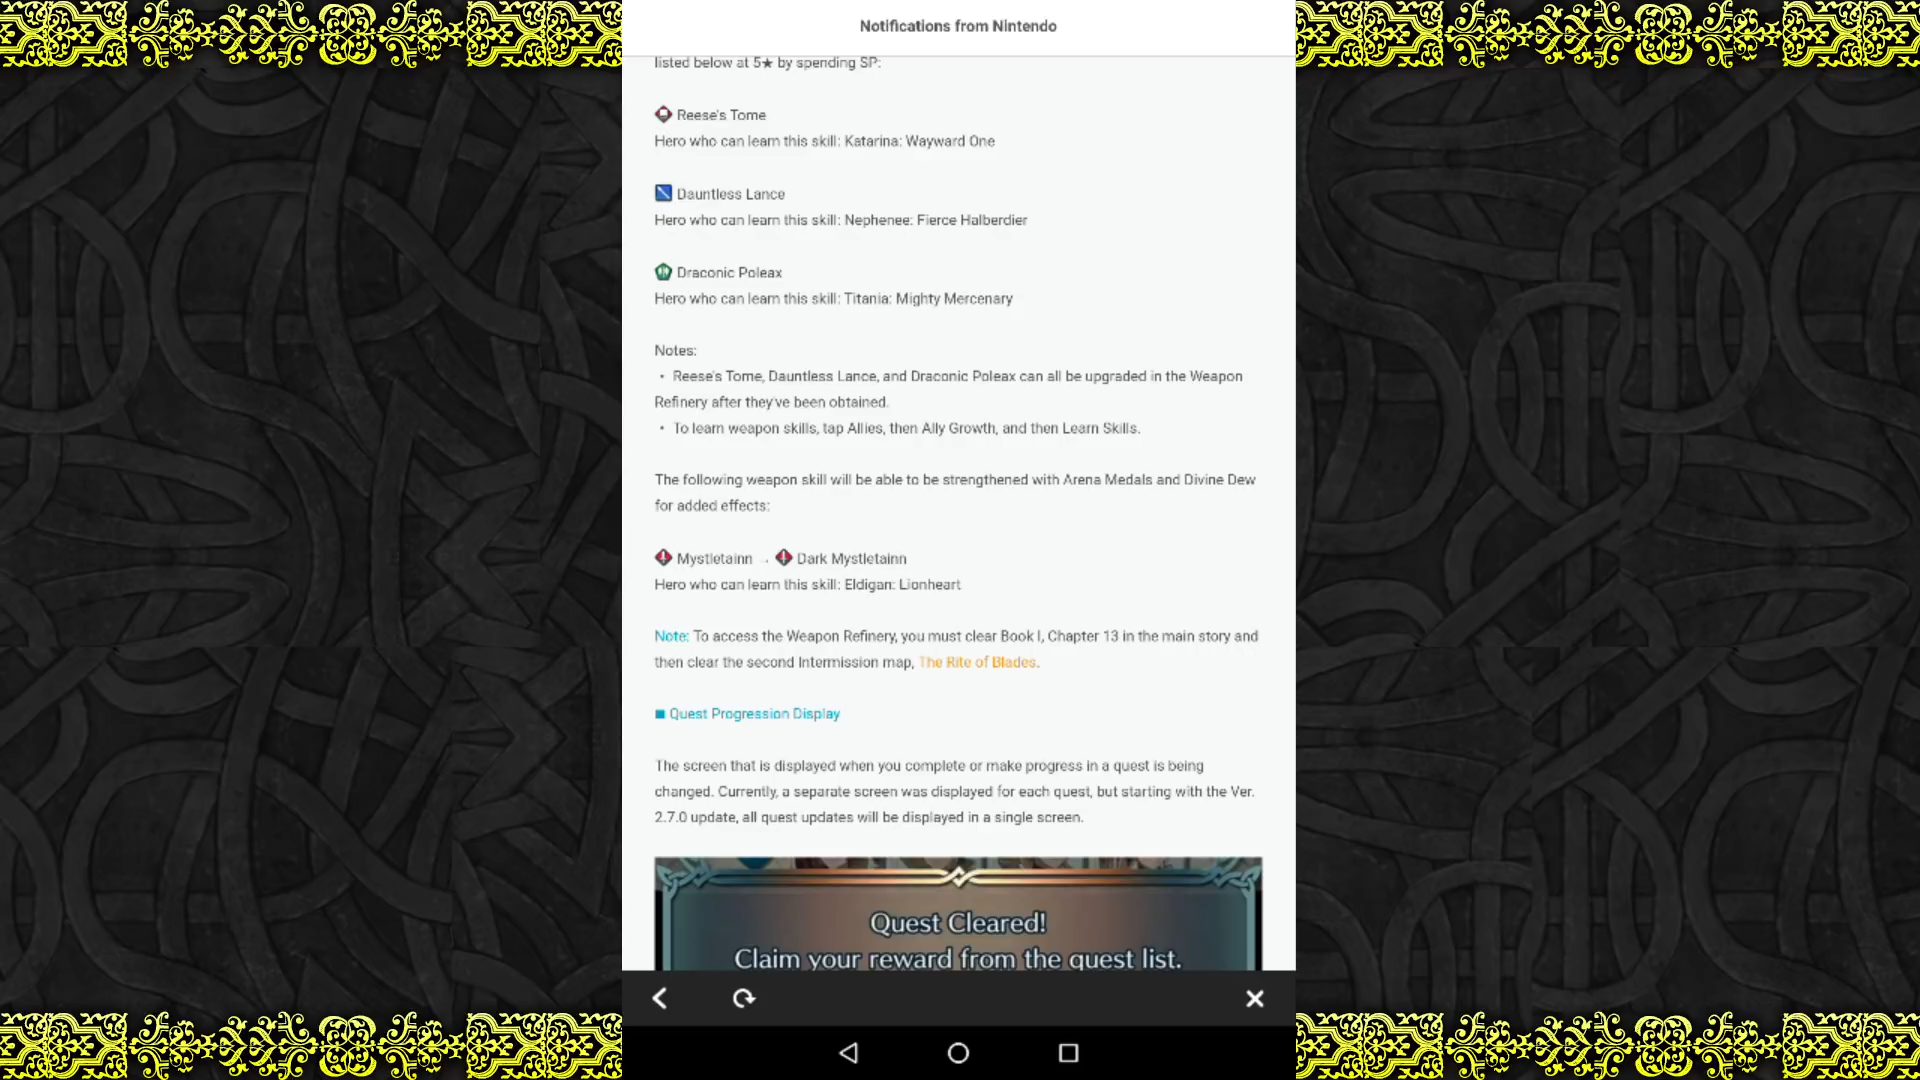 Notifications from Nintendo
listed below at 5★ by spending SP:
Reese's Tome
Hero who can learn this skill: Katarina: Wayward One
Dauntless Lance
Hero who can learn this skill: Nephenee: Fierce Halberdier
Draconic Poleax
Hero who can learn this skill: Titania: Mighty Mercenary
Notes:
・ Reese's Tome, Dauntless Lance, and Draconic Poleax can all be upgraded in the Weapon
Refinery after they've been obtained.
・ To learn weapon skills, tap Allies, then Ally Growth, and then Learn Skills.
The following weapon skill will be able to be strengthened with Arena Medals and Divine Dew
for added effects:
Mystletainn → Dark Mystletainn
Hero who can learn this skill: Eldigan: Lionheart
Note: To access the Weapon Refinery, you must clear Book I, Chapter 13 in the main story and
then clear the second Intermission map, The Rite of Blades.
■ Quest Progression Display
The screen that is displayed when you complete or make progress in a quest is being
changed. Currently, a separate screen was displayed for each quest, but starting with the Ver.
2.7.0 update, all quest updates will be displayed in a single screen.
Quest Cleared!
Claim your reward from the quest list.